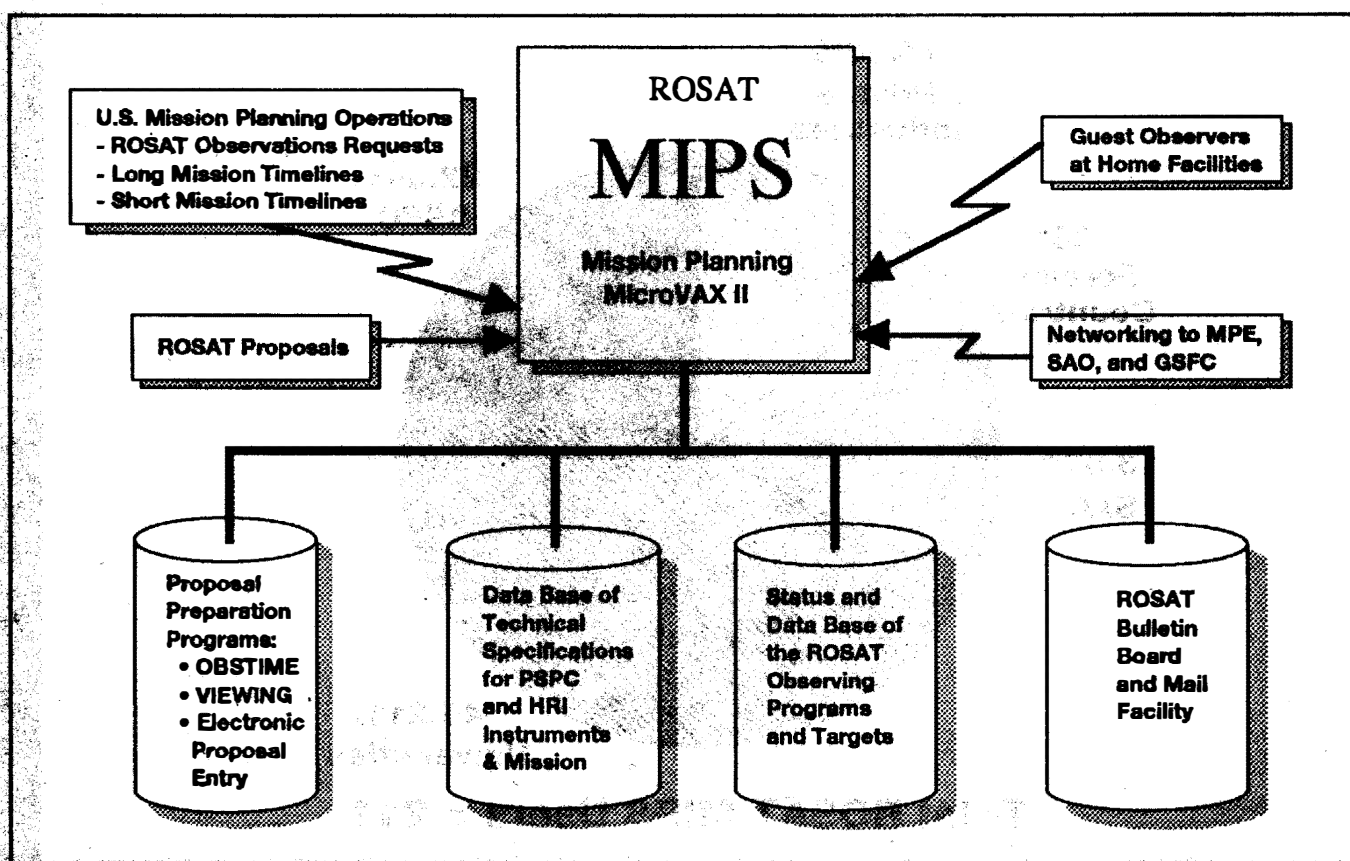 ROSAT
MIPS
Mission Planning
MicroVAX II
U.S. Mission Planning Operations
- ROSAT Observations Requests
- Long Mission Timelines
- Short Mission Timelines
ROSAT Proposals
Guest Observers
at Home Facilities
Networking to MPE,
SAO, and GSFC
Proposal
Preparation
Programs:
• OBSTIME
• VIEWING
• Electronic
Proposal
Entry
Data Base of
Technical
Specifications
for PSPC
and HRI
Instruments
& Mission
Status and
Data Base of
the ROSAT
Observing
Programs
and Targets
ROSAT
Bulletin
Board
and Mail
Facility